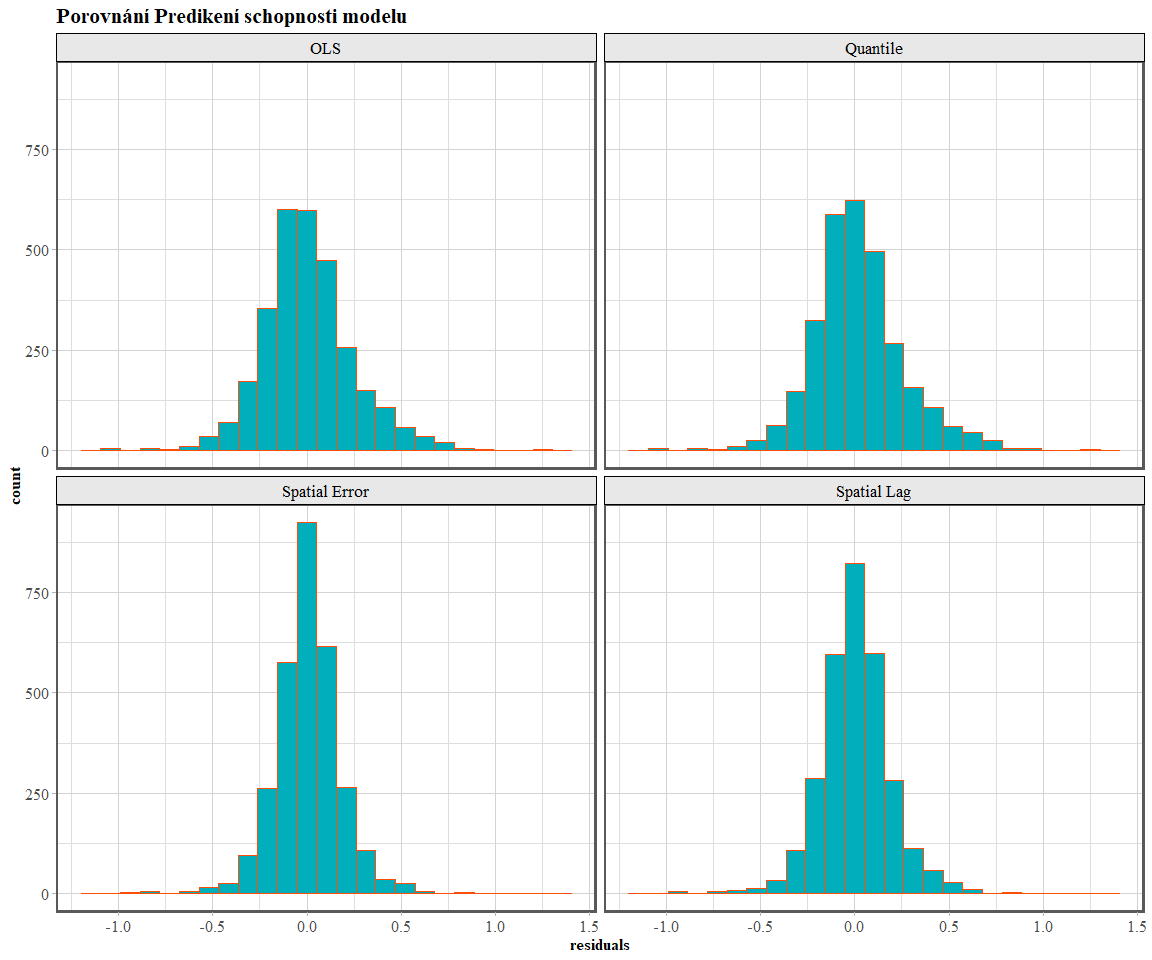 Porovnání Predikení schopnosti modelu
OLS
Quantile
750
500
250
0
count
Spatial Error
Spatial Lag
750
500
250
0
-1.0 -0.5 0.0 0.5 1.0 1.5
-1.0 -0.5 0.0 0.5 1.0 1.5
residuals